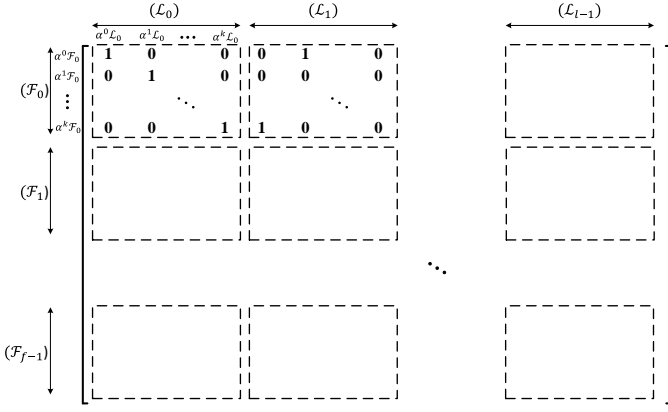 (ℒ₀) (ℒ₁) (ℒₗ₋₁)
α⁰ℒ₀ α¹ℒ₀ ⋯ αᵏℒ₀
α⁰ℱ₀ 1 0 0 0 1 0
α¹ℱ₀ 0 1 0 0 0 0
(ℱ₀) ⋮ ⋱ ⋱
αᵏℱ₀ 0 0 1 1 0 0
(ℱ₁)
⋱
(ℱ_{f−1})